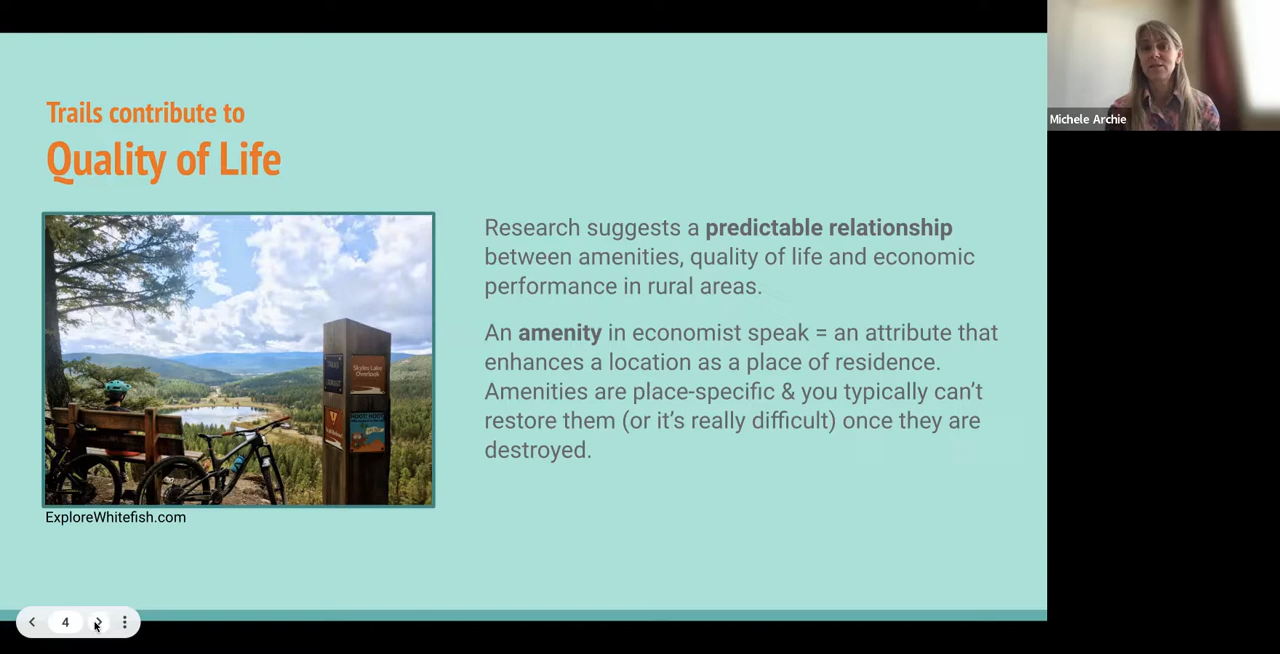 Trails contribute to
Quality of Life
Research suggests a predictable relationship
between amenities, quality of life and economic
performance in rural areas.
An amenity in economist speak = an attribute that
enhances a location as a place of residence.
Amenities are place-specific & you typically can't
restore them (or it's really difficult) once they are
destroyed.
Skyles Lake
Overlook
ExploreWhitefish.com
4
Michele Archie